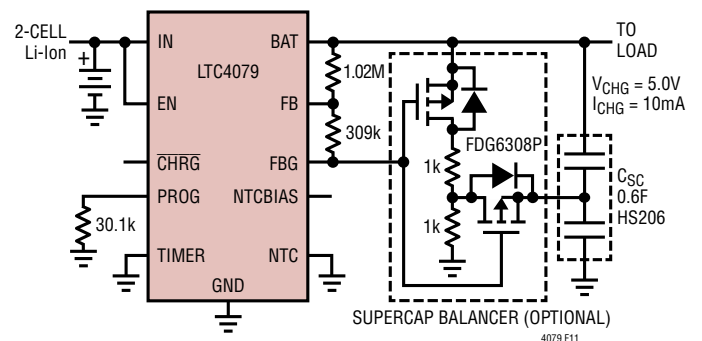 2-CELL
Li-Ion
+
IN
BAT
LTC4079
1.02M
EN
FB
309k
CHRG
FBG
PROG
NTCBIAS
30.1k
TIMER
NTC
GND
1k
FDG6308P
1k
TO
LOAD
VCHG = 5.0V
ICHG = 10mA
CSC
0.6F
HS206
SUPERCAP BALANCER (OPTIONAL)
4079 F11